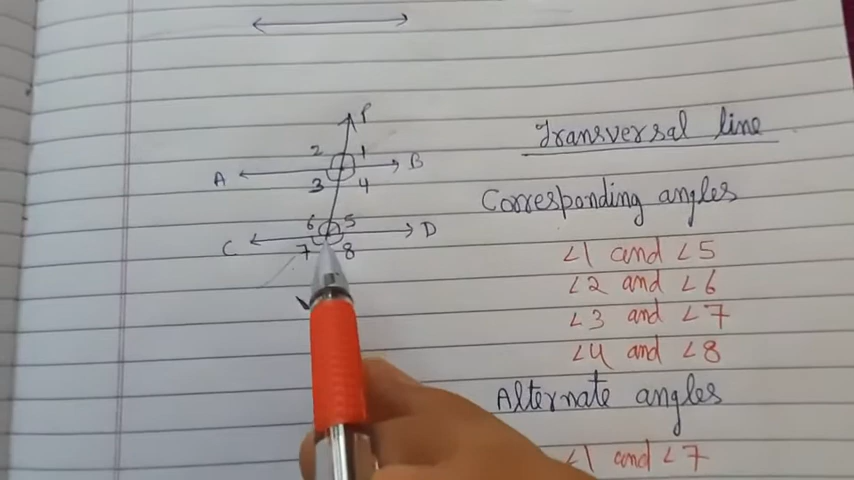 P
2 1
A B
3 4
6 5
C D
7 8
Transversal line
Corresponding angles
∠1 and ∠5
∠2 and ∠6
∠3 and ∠7
∠4 and ∠8
Alternate angles
∠1 and ∠7